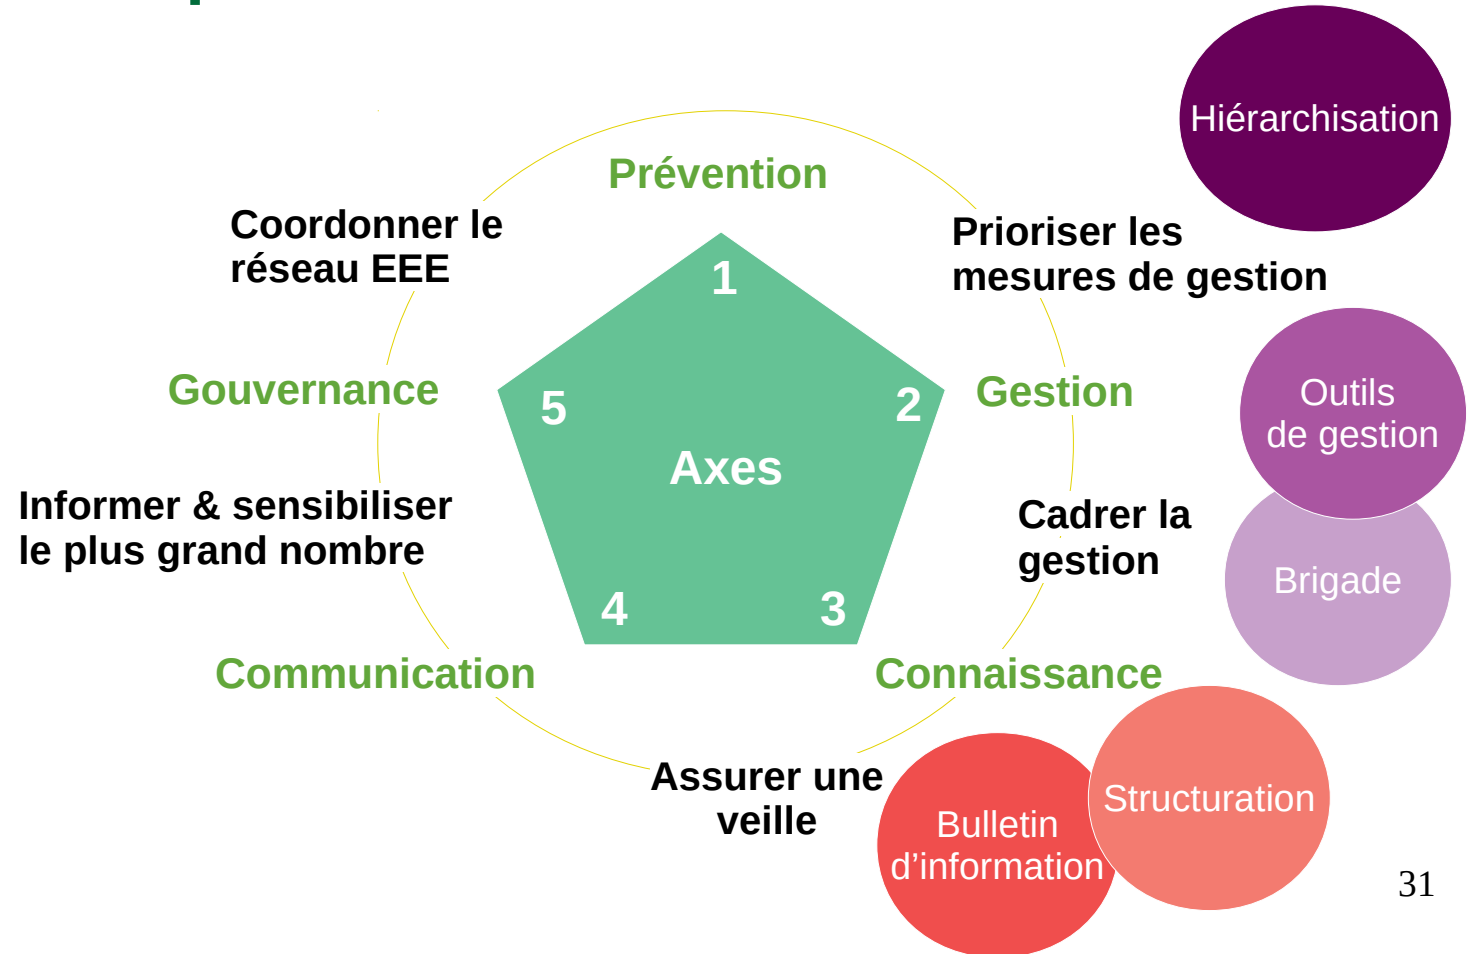 Hiérarchisation
Prévention
Coordonner le
réseau EEE
Prioriser les
mesures de gestion
1
Gouvernance
5
2
Gestion
Outils
de gestion
Axes
Informer & sensibiliser
le plus grand nombre
Cadrer la
gestion
Brigade
4
3
Communication
Connaissance
Assurer une
veille
Structuration
Bulletin
d’information
31